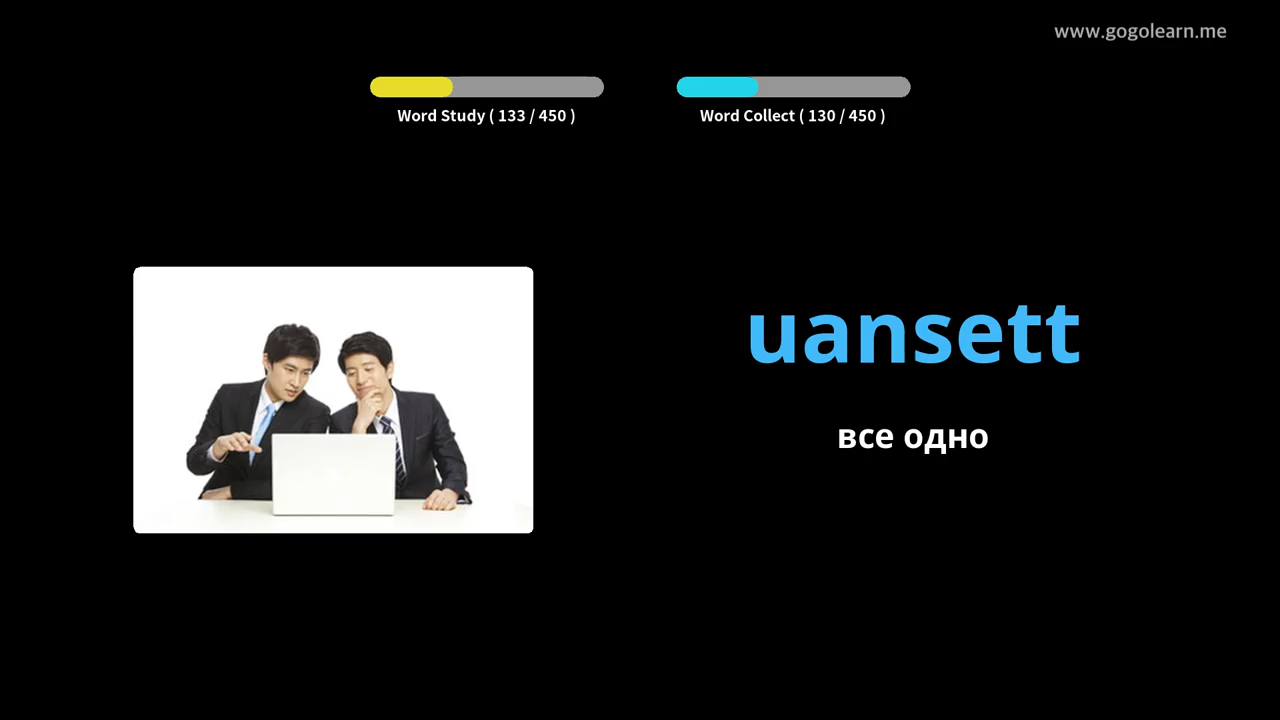 www.gogolearn.me
Word Study ( 133 / 450 )
Word Collect ( 130 / 450 )
uansett
все одно